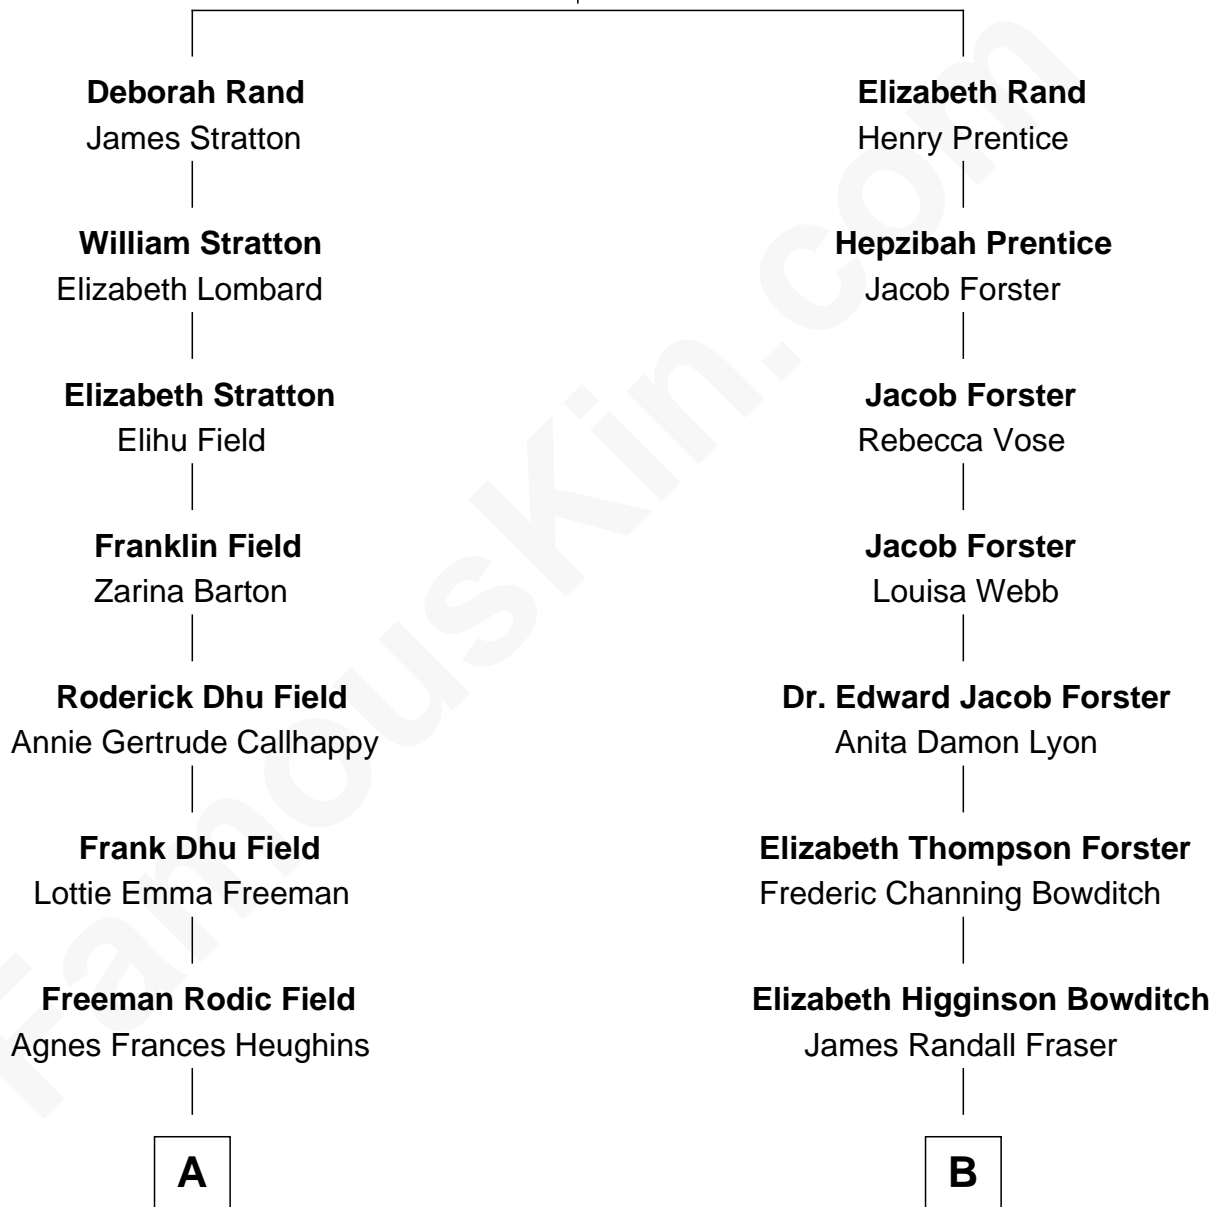 Deborah Rand
James Stratton
William Stratton
Elizabeth Lombard
Elizabeth Stratton
Elihu Field
Franklin Field
Zarina Barton
Roderick Dhu Field
Annie Gertrude Callhappy
Frank Dhu Field
Lottie Emma Freeman
Freeman Rodic Field
Agnes Frances Heughins
A
Elizabeth Rand
Henry Prentice
Hepzibah Prentice
Jacob Forster
Jacob Forster
Rebecca Vose
Jacob Forster
Louisa Webb
Dr. Edward Jacob Forster
Anita Damon Lyon
Elizabeth Thompson Forster
Frederic Channing Bowditch
Elizabeth Higginson Bowditch
James Randall Fraser
B
FamousKin.com